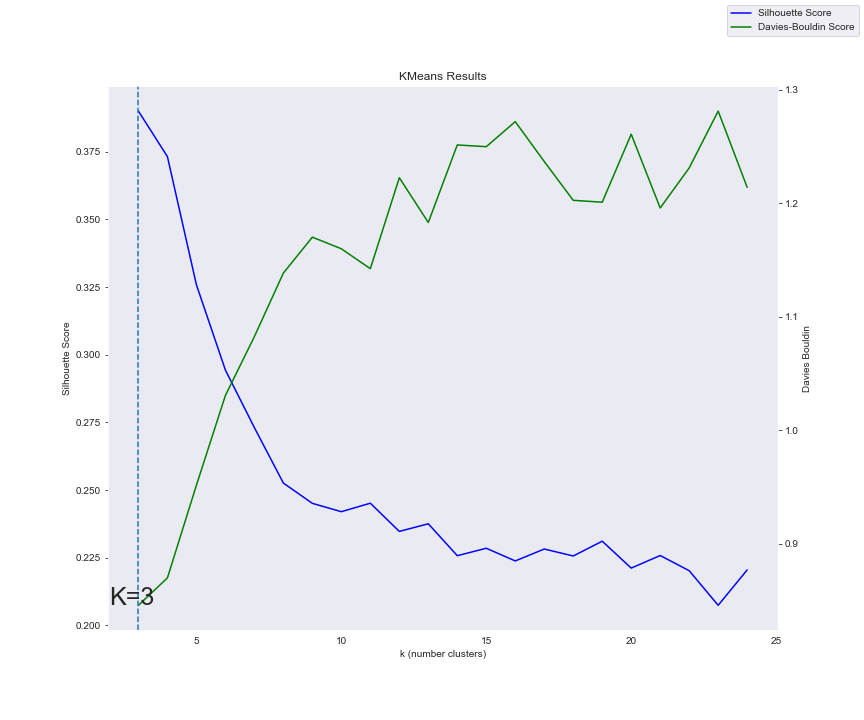 Silhouette Score
Davies-Bouldin Score
KMeans Results
0.375
0.350
0.325
0.300
0.275
0.250
0.225
0.200
Silhouette Score
1.3
1.2
1.1
1.0
0.9
Davies Bouldin
K=3
5 10 15 20 25
k (number clusters)